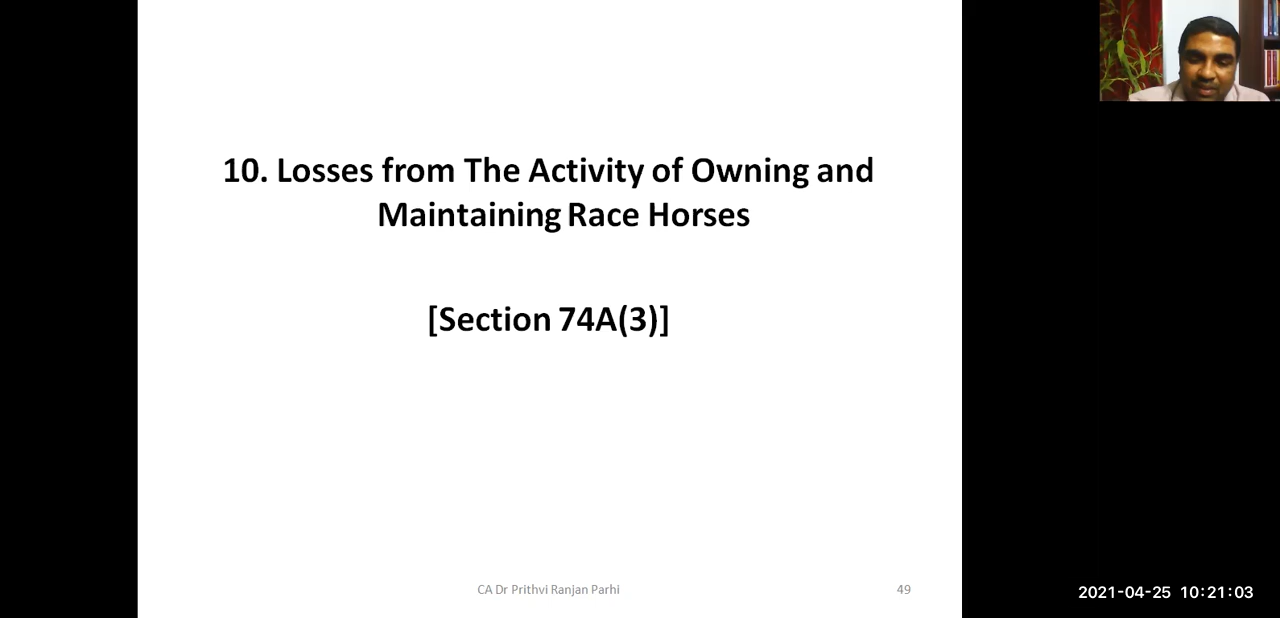 10. Losses from The Activity of Owning and
Maintaining Race Horses
[Section 74A(3)]
CA Dr Prithvi Ranjan Parhi
49
2021-04-25 10:21:03